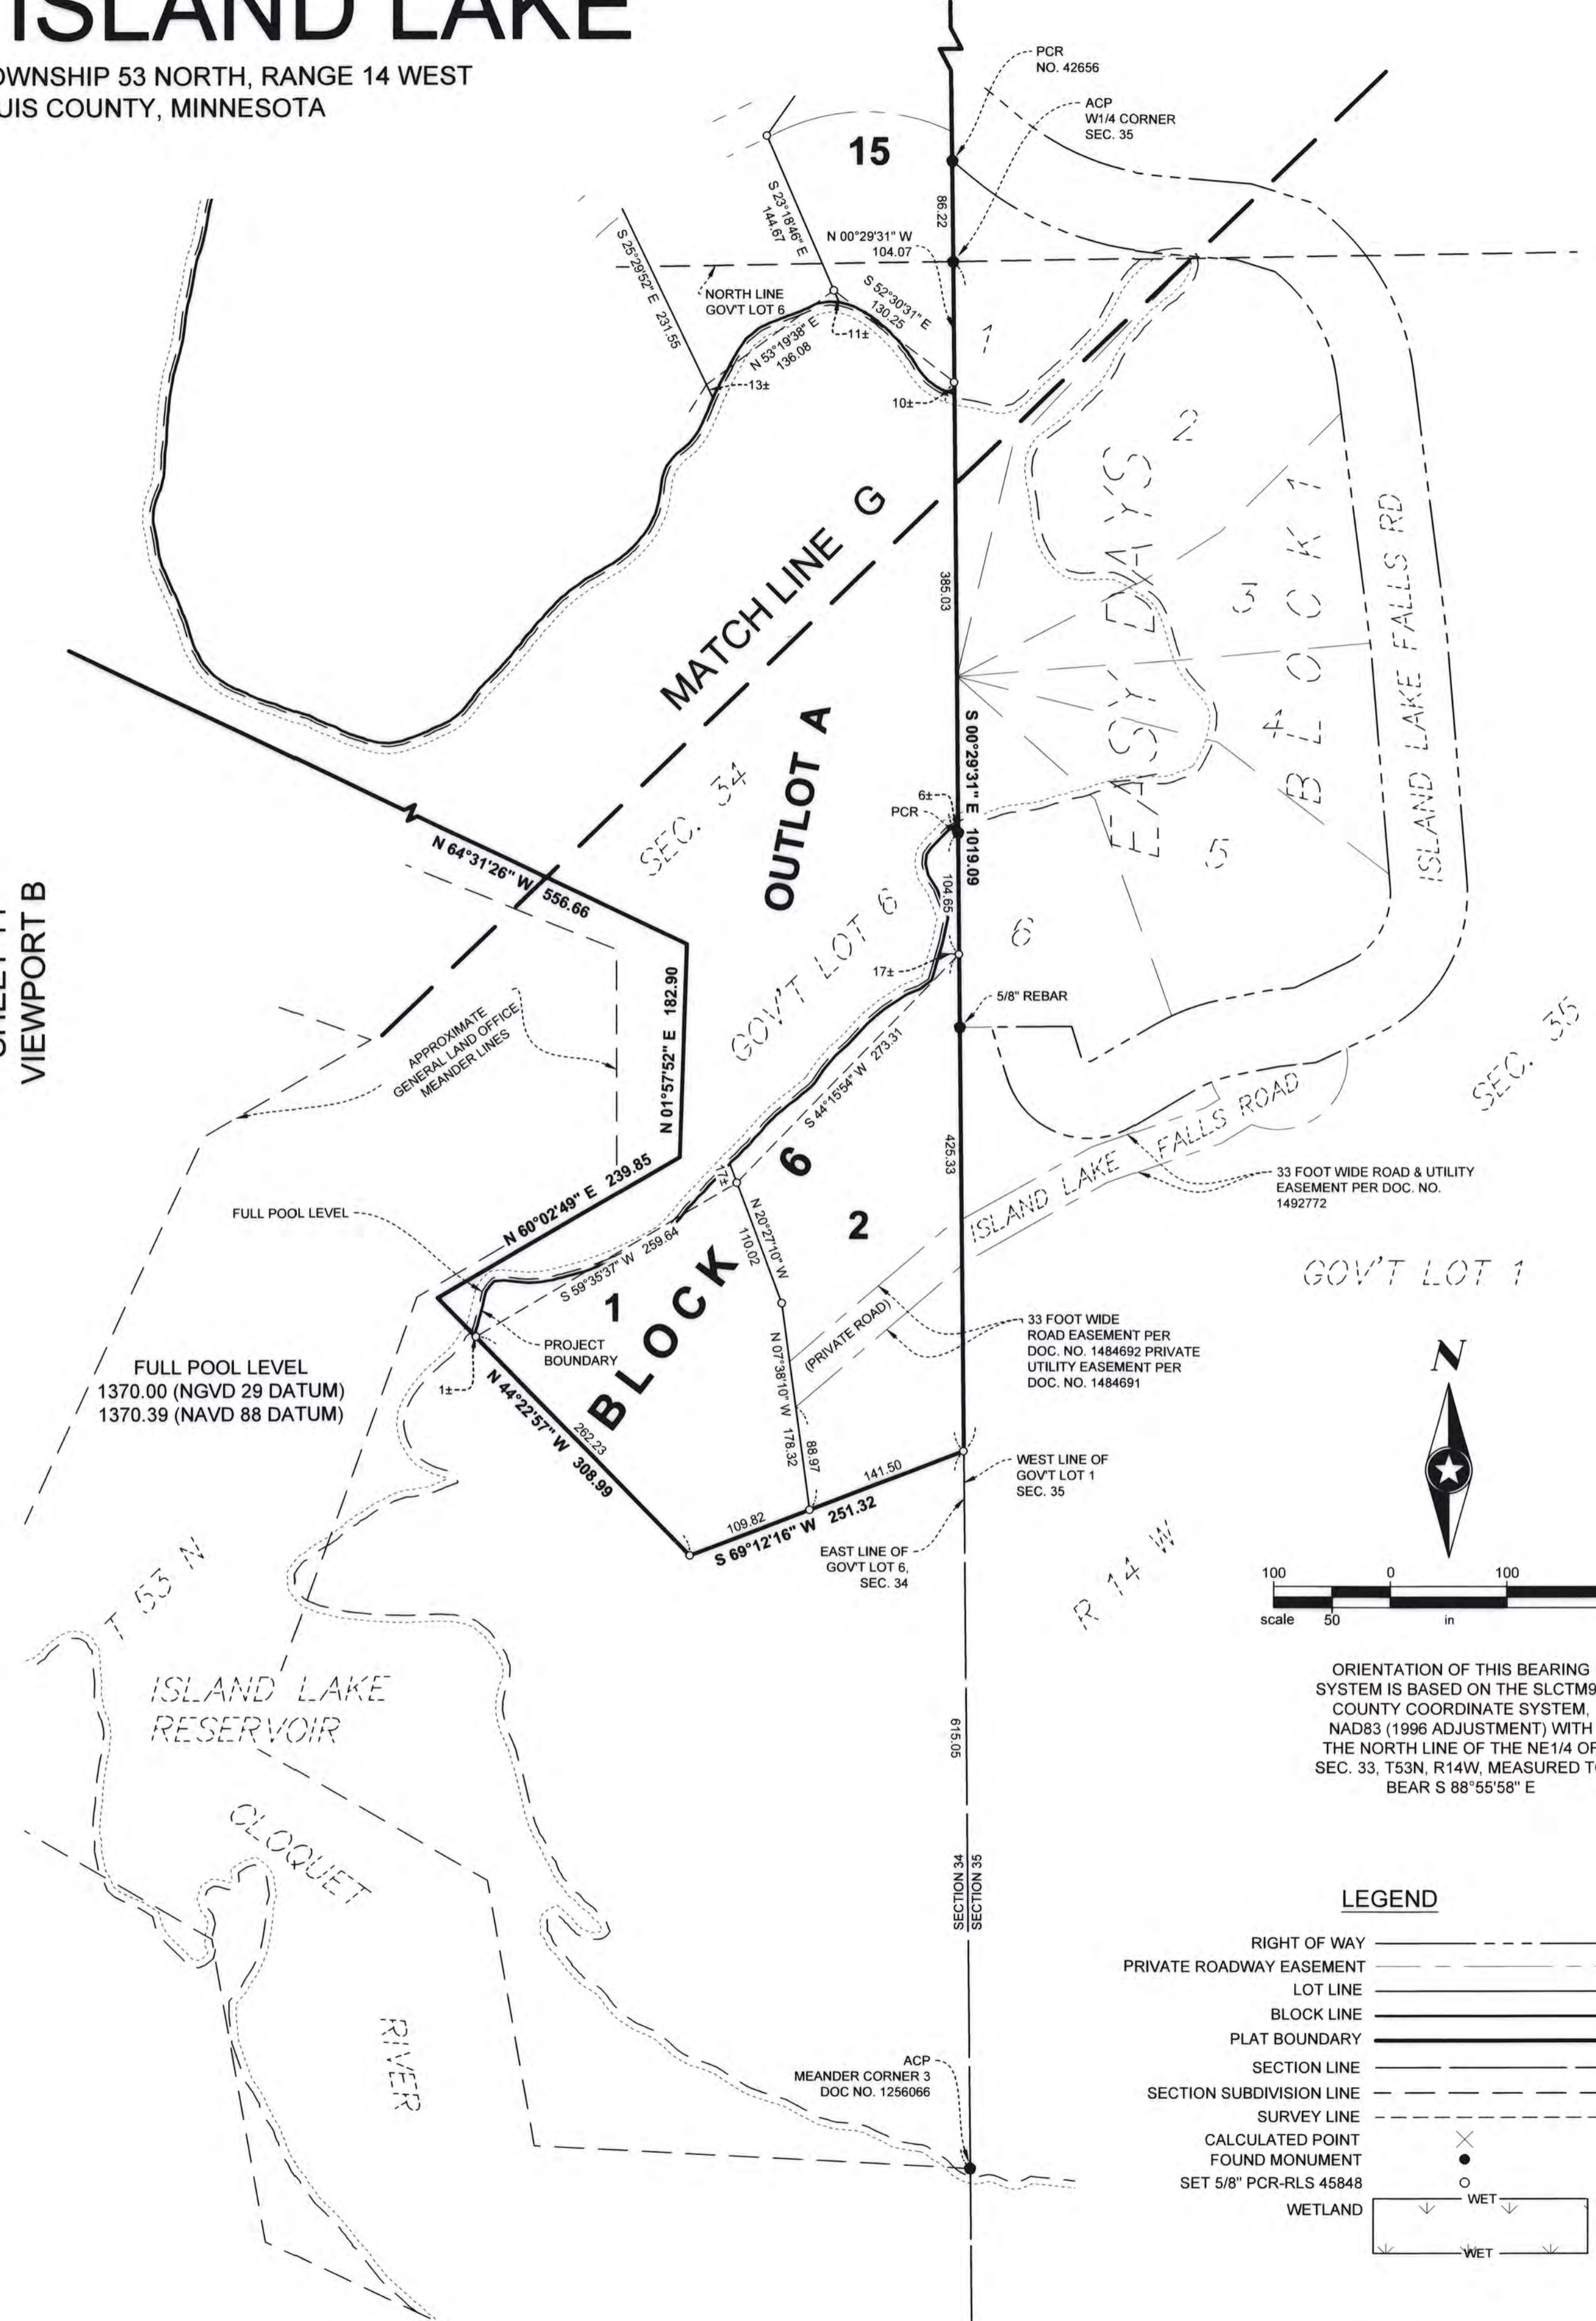 ISLAND LAKE
OWNSHIP 53 NORTH, RANGE 14 WEST
UIS COUNTY, MINNESOTA
PCR
NO. 42656
ACP
W1/4 CORNER
SEC. 35
15
S 23°18'46" E
144.67
86.22
N 00°29'31" W
104.07
S 25°29'52" E 231.55
NORTH LINE
GOV'T LOT 6
S 52°30'31" E
130.25
N 53°19'38" E
136.08
11±
13±
10±
1
2
3
4
5
6
EASY DAYS
BLOCK 1
ISLAND LAKE FALLS RD
MATCH LINE G
385.03
SEC. 34
OUTLOT A
S 00°29'31" E 1019.09
6±
PCR
104.65
N 64°31'26" W 556.66
VIEWPORT B
GOV'T LOT 6
17±
5/8" REBAR
N 01°57'52" E 182.90
APPROXIMATE
GENERAL LAND OFFICE
MEANDER LINES
S 44°15'54" W 273.31
SEC. 35
ISLAND LAKE FALLS ROAD
425.33
33 FOOT WIDE ROAD & UTILITY
EASEMENT PER DOC. NO.
1492772
N 60°02'49" E 239.85
17±
FULL POOL LEVEL
N 20°27'10" W
110.02
BLOCK 6
2
S 59°35'37" W 259.64
1
GOV'T LOT 1
(PRIVATE ROAD)
33 FOOT WIDE
ROAD EASEMENT PER
DOC. NO. 1484692 PRIVATE
UTILITY EASEMENT PER
DOC. NO. 1484691
PROJECT
BOUNDARY
FULL POOL LEVEL
1370.00 (NGVD 29 DATUM)
1370.39 (NAVD 88 DATUM)
1±
N 44°22'57" W 308.99
262.23
N 07°38'10" W 178.32
88.97
N
141.50
109.82
S 69°12'16" W 251.32
WEST LINE OF
GOV'T LOT 1
SEC. 35
EAST LINE OF
GOV'T LOT 6,
SEC. 34
T 53 N
R 14 W
100 0 100
scale 50 in
ORIENTATION OF THIS BEARING
SYSTEM IS BASED ON THE SLCTM9
COUNTY COORDINATE SYSTEM,
NAD83 (1996 ADJUSTMENT) WITH
THE NORTH LINE OF THE NE1/4 OF
SEC. 33, T53N, R14W, MEASURED TO
BEAR S 88°55'58" E
ISLAND LAKE
RESERVOIR
615.05
CLOQUET
RIVER
SECTION 34
SECTION 35
LEGEND
RIGHT OF WAY
PRIVATE ROADWAY EASEMENT
LOT LINE
BLOCK LINE
PLAT BOUNDARY
SECTION LINE
SECTION SUBDIVISION LINE
SURVEY LINE
CALCULATED POINT
FOUND MONUMENT
SET 5/8" PCR-RLS 45848
WETLAND
WET
WET
ACP
MEANDER CORNER 3
DOC NO. 1256066